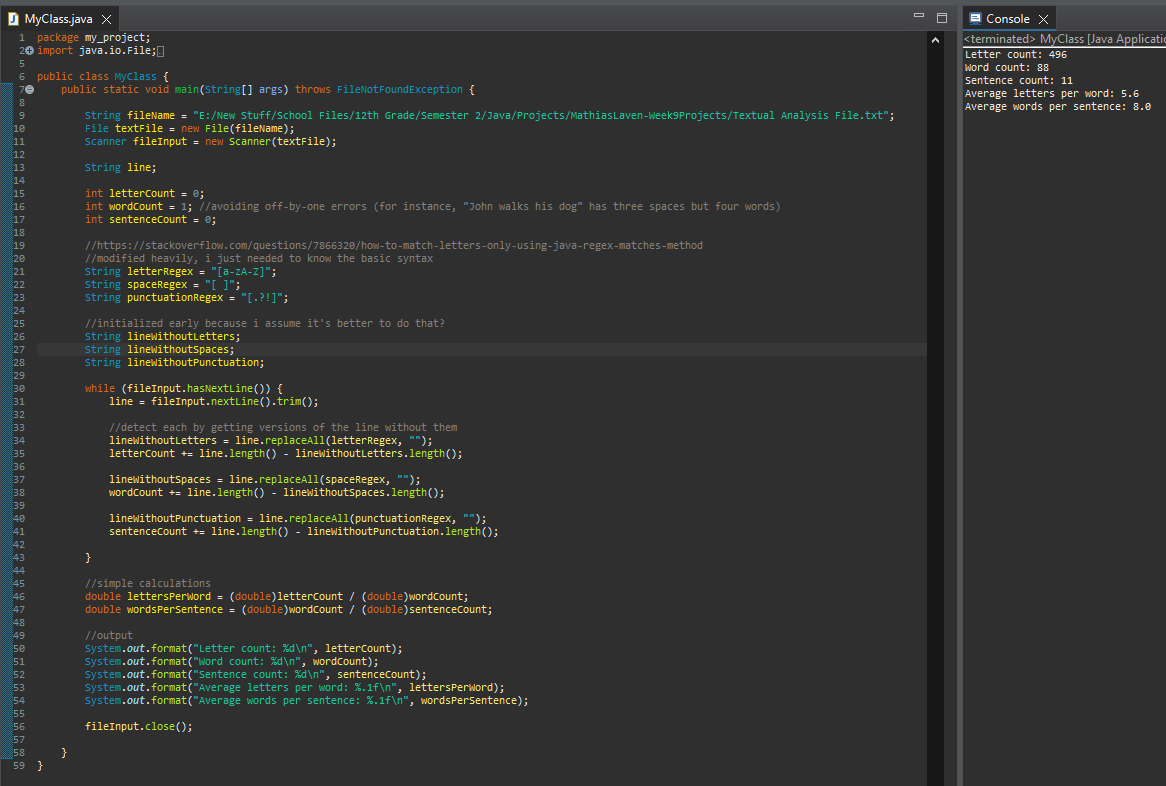 MyClass.java
1 package my_project;
2 import java.io.File;
5
6 public class MyClass {
7 public static void main(String[] args) throws FileNotFoundException {
8
9 String fileName = "E:/New Stuff/School Files/12th Grade/Semester 2/Java/Projects/MathiasLaven-Week9Projects/Textual Analysis File.txt";
10 File textFile = new File(fileName);
11 Scanner fileInput = new Scanner(textFile);
12
13 String line;
14
15 int letterCount = 0;
16 int wordCount = 1; //avoiding off-by-one errors (for instance, "John walks his dog" has three spaces but four words)
17 int sentenceCount = 0;
18
19 //https://stackoverflow.com/questions/7866320/how-to-match-letters-only-using-java-regex-matches-method
20 //modified heavily, i just needed to know the basic syntax
21 String letterRegex = "[a-zA-Z]";
22 String spaceRegex = "[ ]";
23 String punctuationRegex = "[.?!]";
24
25 //initialized early because i assume it's better to do that?
26 String lineWithoutLetters;
27 String lineWithoutSpaces;
28 String lineWithoutPunctuation;
29
30 while (fileInput.hasNextLine()) {
31 line = fileInput.nextLine().trim();
32
33 //detect each by getting versions of the line without them
34 lineWithoutLetters = line.replaceAll(letterRegex, "");
35 letterCount += line.length() - lineWithoutLetters.length();
36
37 lineWithoutSpaces = line.replaceAll(spaceRegex, "");
38 wordCount += line.length() - lineWithoutSpaces.length();
39
40 lineWithoutPunctuation = line.replaceAll(punctuationRegex, "");
41 sentenceCount += line.length() - lineWithoutPunctuation.length();
42
43 }
44
45 //simple calculations
46 double lettersPerWord = (double)letterCount / (double)wordCount;
47 double wordsPerSentence = (double)wordCount / (double)sentenceCount;
48
49 //output
50 System.out.format("Letter count: %d\n", letterCount);
51 System.out.format("Word count: %d\n", wordCount);
52 System.out.format("Sentence count: %d\n", sentenceCount);
53 System.out.format("Average letters per word: %.1f\n", lettersPerWord);
54 System.out.format("Average words per sentence: %.1f\n", wordsPerSentence);
55
56 fileInput.close();
57
58 }
59 }
Console
<terminated> MyClass [Java Applicatio
Letter count: 496
Word count: 88
Sentence count: 11
Average letters per word: 5.6
Average words per sentence: 8.0